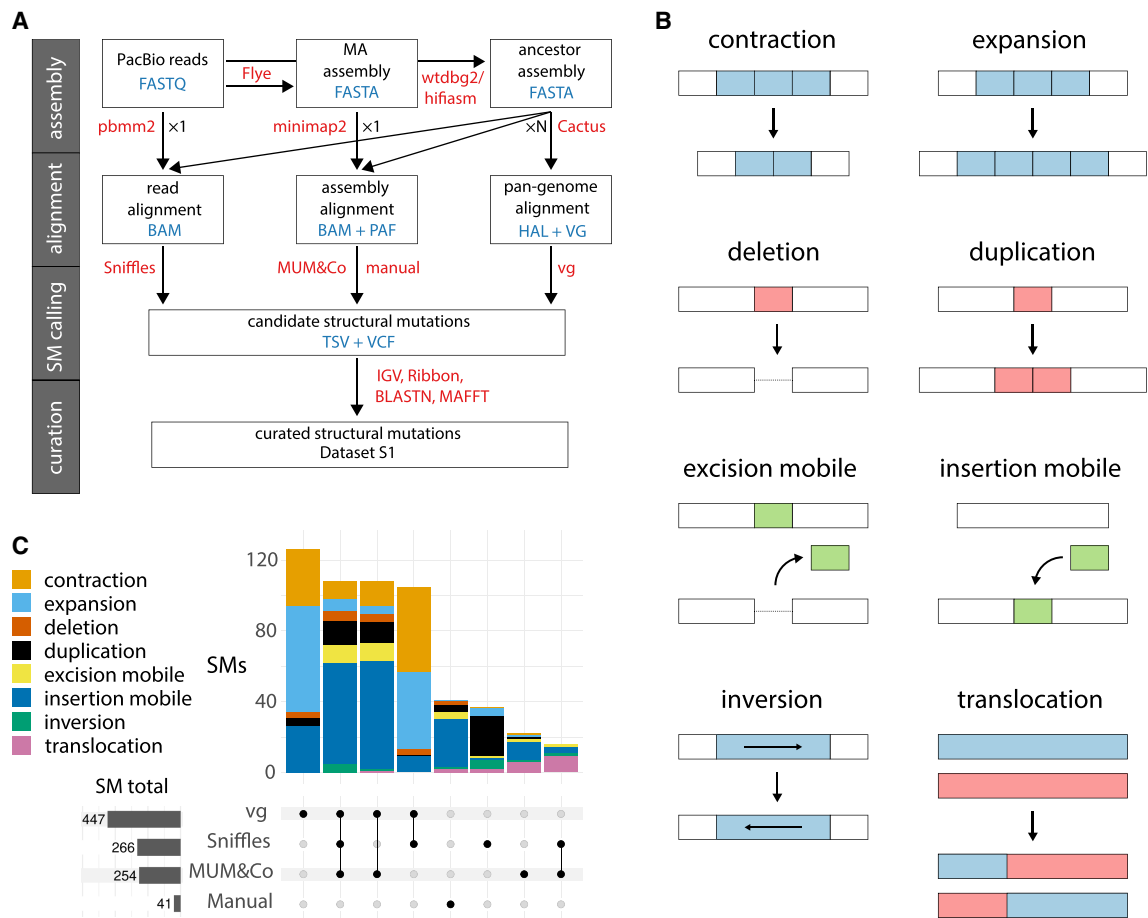 A
assembly
alignment
SM calling
curation
PacBio reads
FASTQ
Flye
MA
assembly
FASTA
wtdbg2/
hifiasm
ancestor
assembly
FASTA
pbmm2
×1
minimap2
×1
×N
Cactus
read
alignment
BAM
assembly
alignment
BAM + PAF
pan-genome
alignment
HAL + VG
Sniffles
MUM&Co
manual
vg
candidate structural mutations
TSV + VCF
IGV, Ribbon,
BLASTN, MAFFT
curated structural mutations
Dataset S1
B
contraction
expansion
deletion
duplication
excision mobile
insertion mobile
inversion
translocation
C
contraction
expansion
deletion
duplication
excision mobile
insertion mobile
inversion
translocation
SMs
120
80
40
0
SM total
447
266
254
41
vg
Sniffles
MUM&Co
Manual